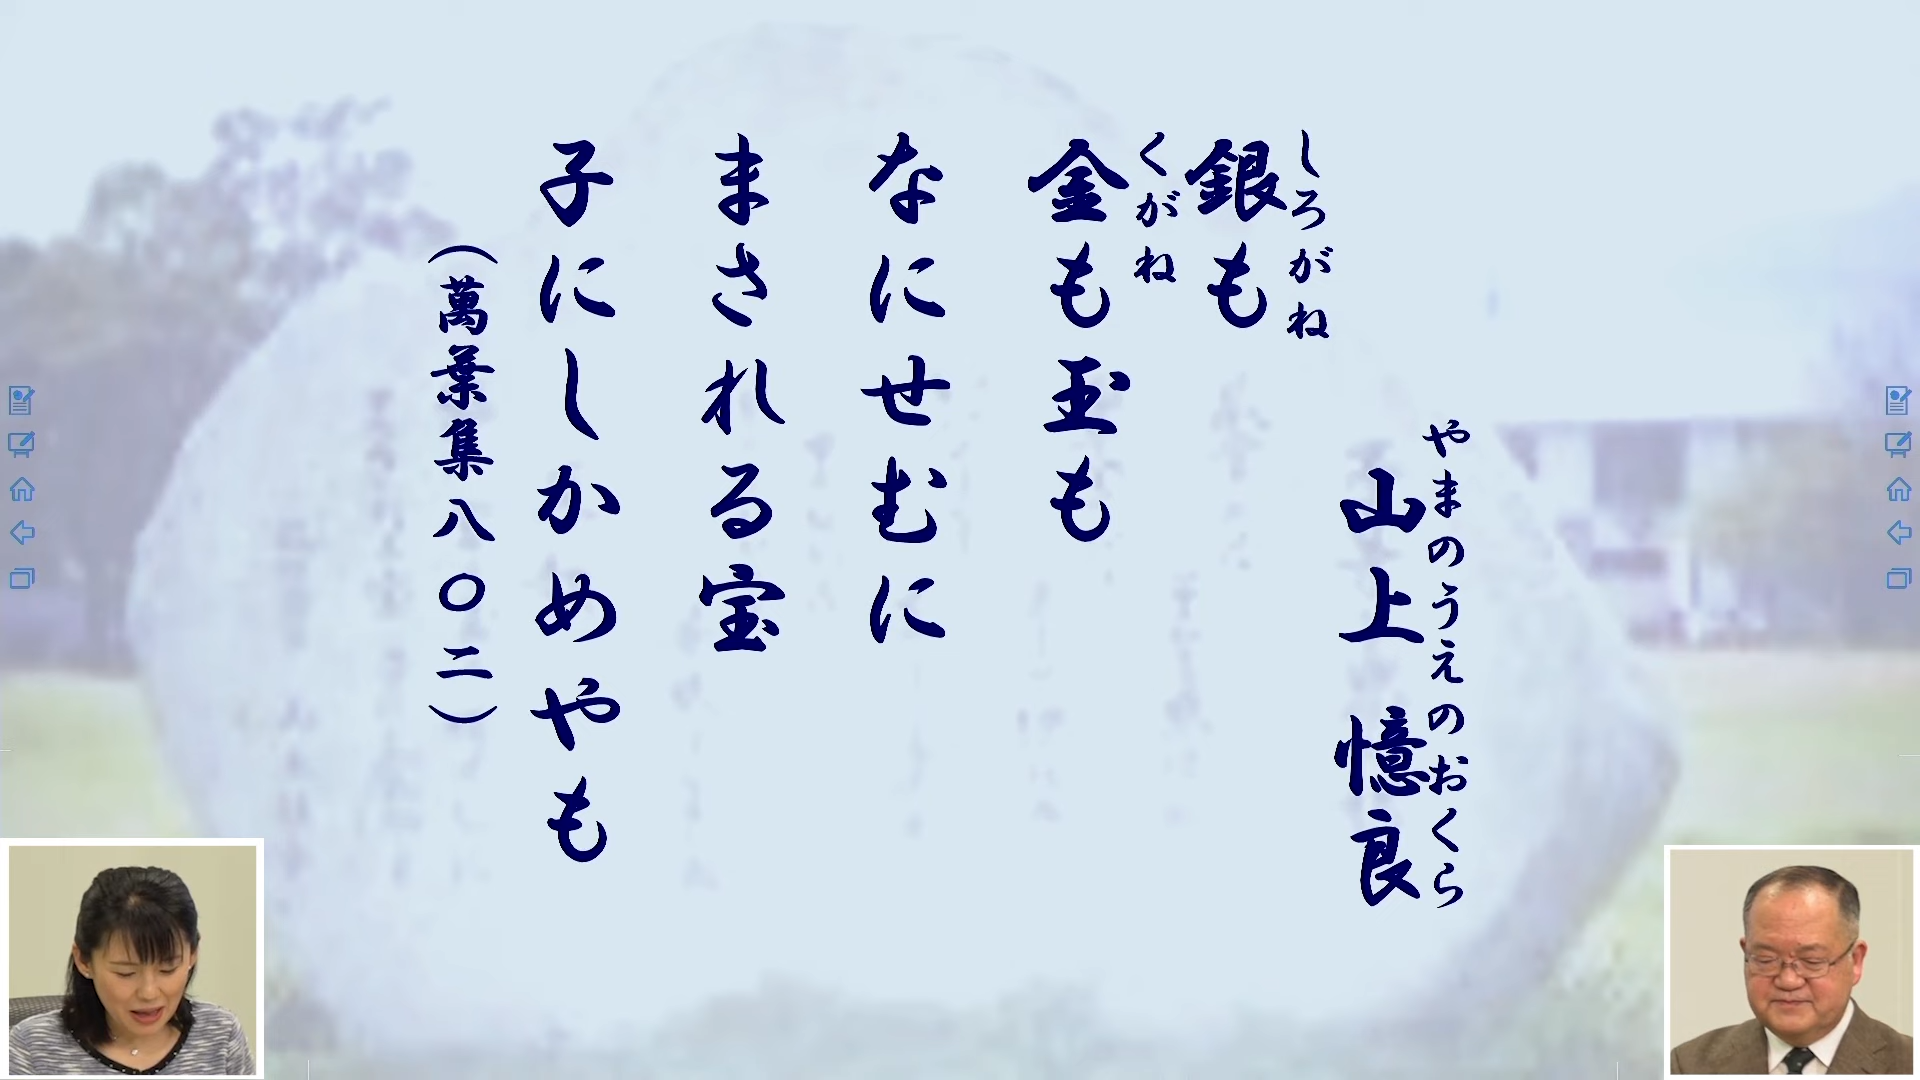 やまのうえのおくら
山上 憶良
しろがね
銀も
くがね
金も玉も
なにせむに
まされる宝
子にしかめやも
（萬葉集八〇二）